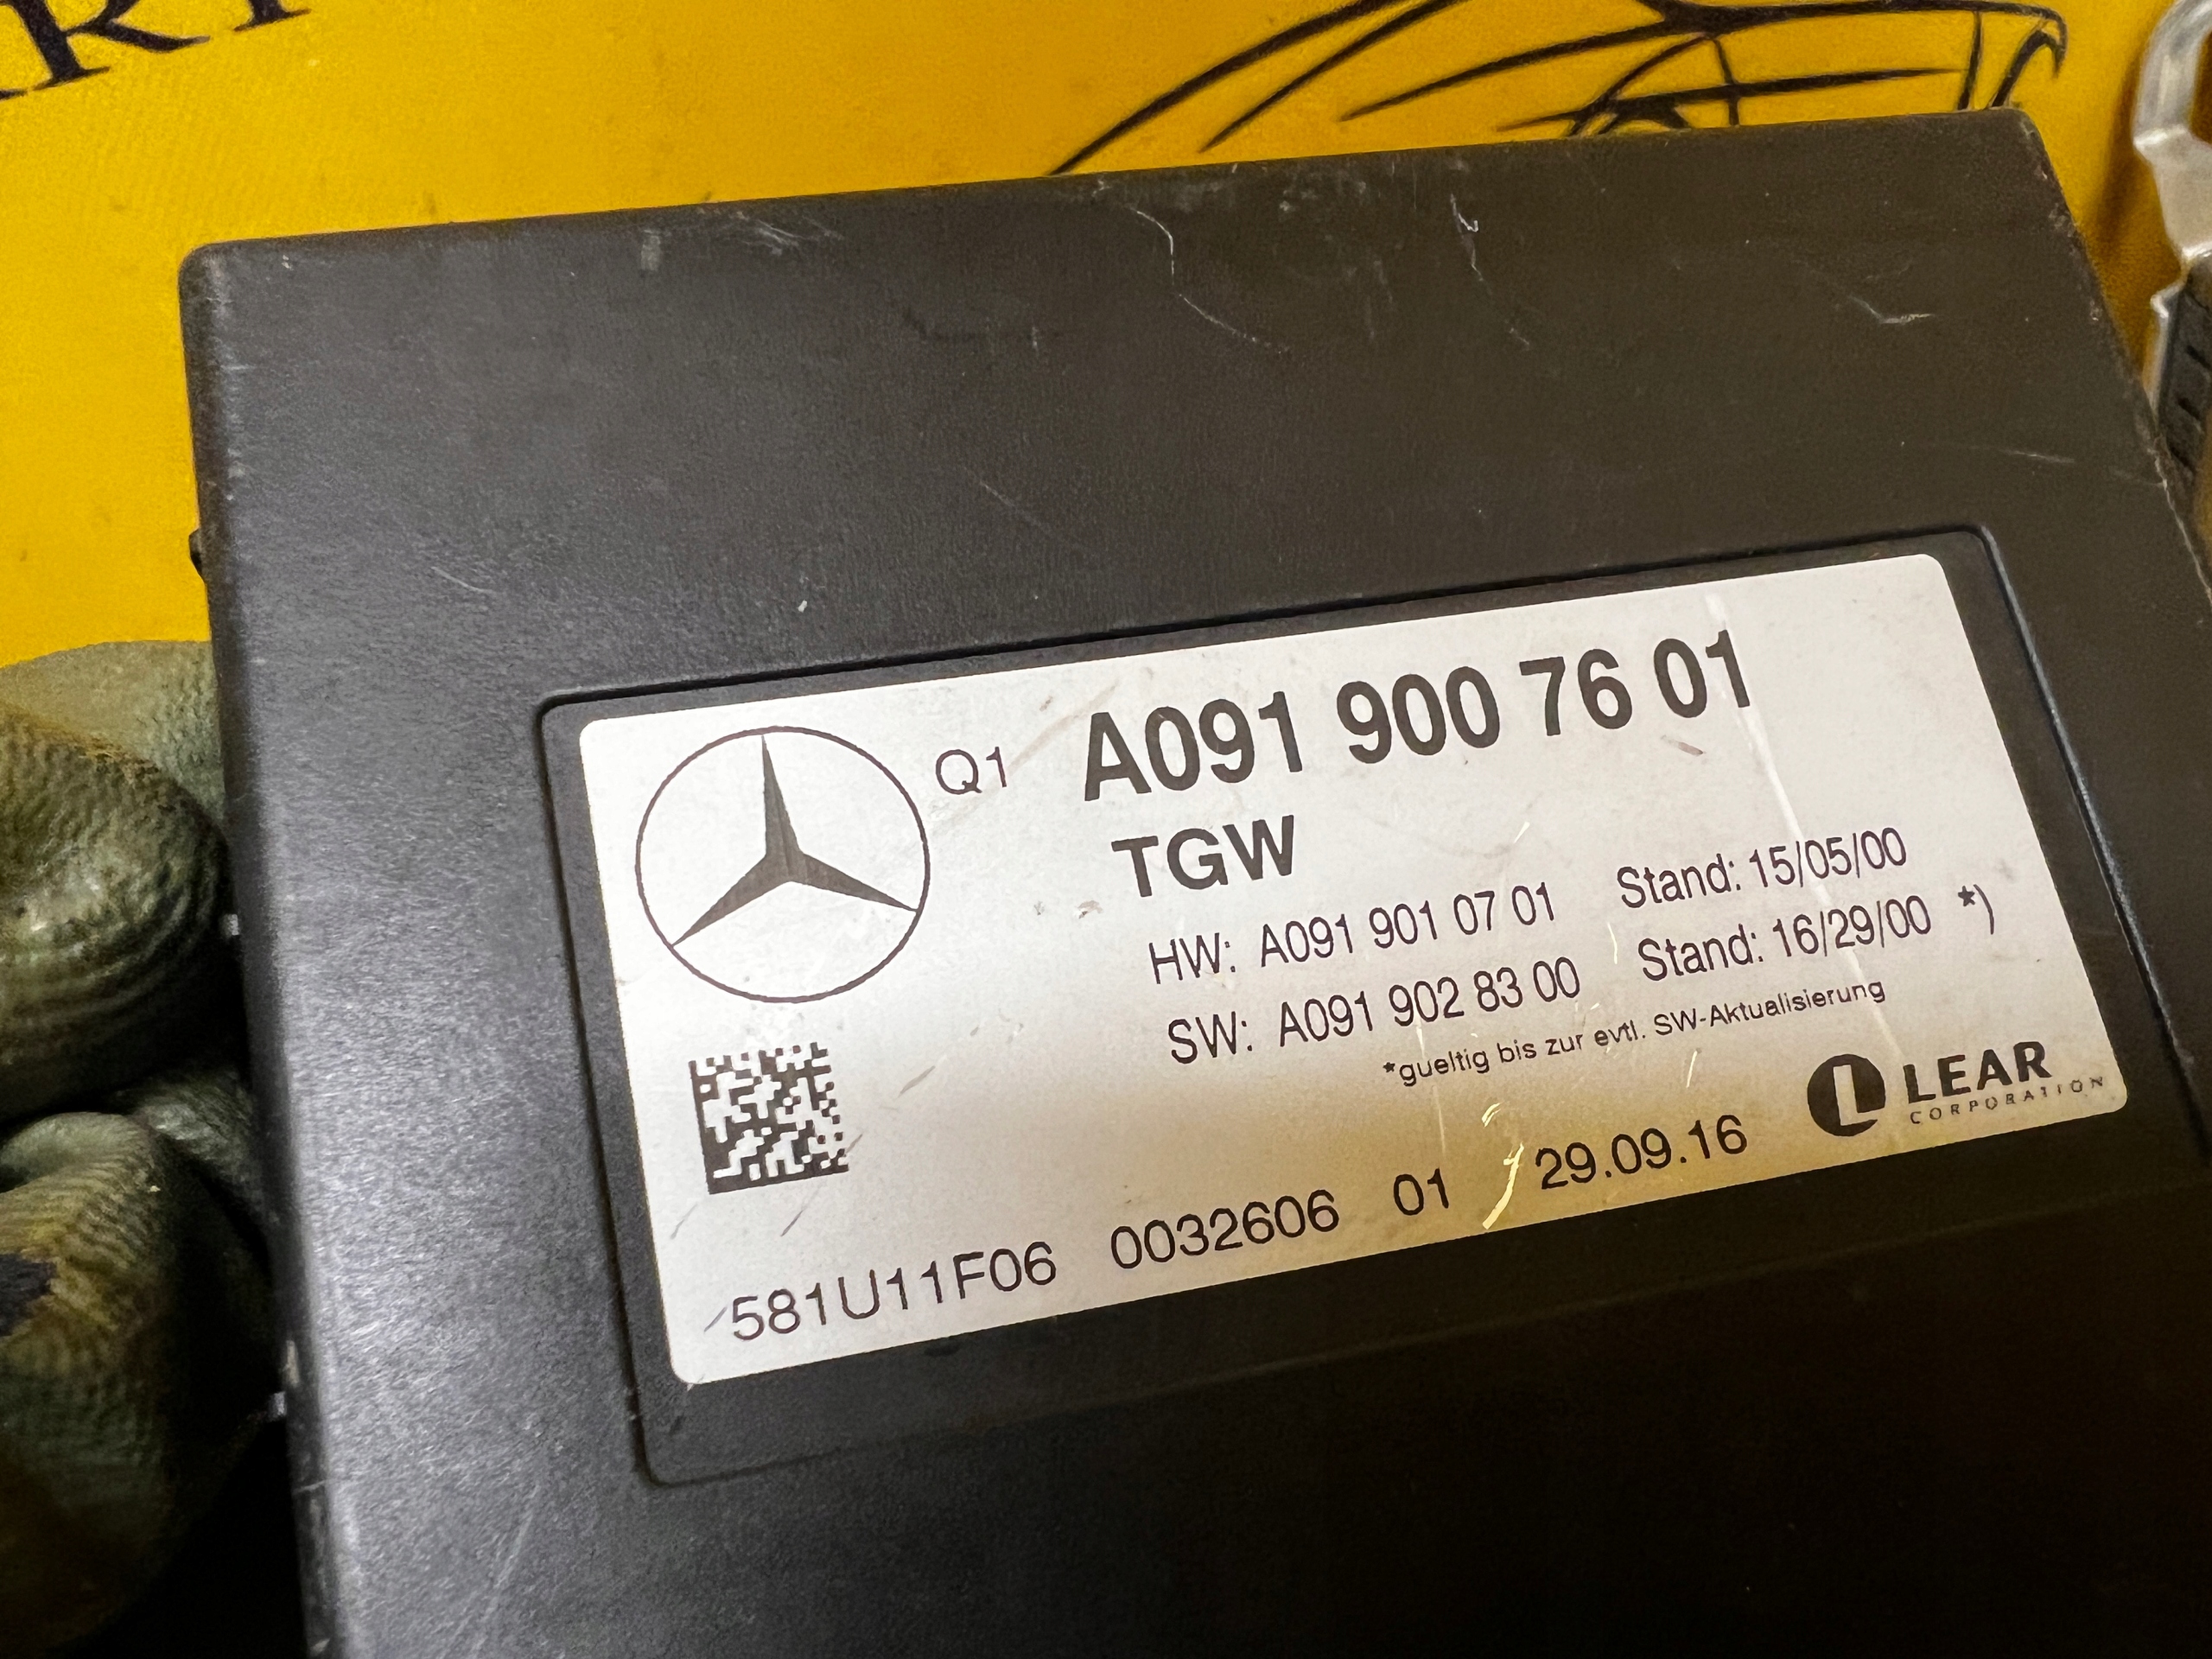 Q1 A091 900 76 01
TGW
HW: A091 901 07 01 Stand: 15/05/00
SW: A091 902 83 00 Stand: 16/29/00 *)
*gueltig bis zur evtl. SW-Aktualisierung
LEAR
CORPORATION
581U11F06 0032606 01 29.09.16